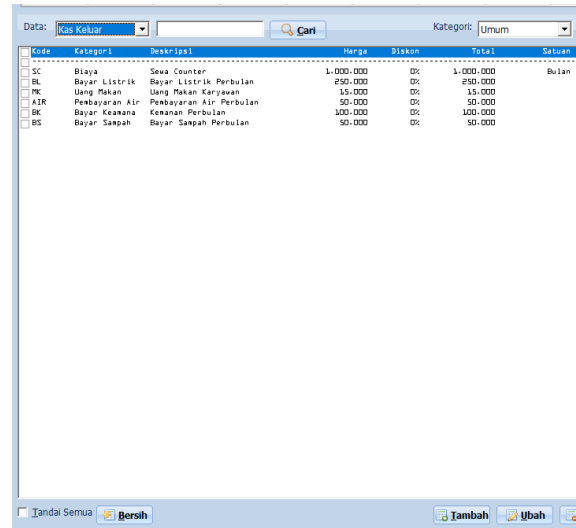 Data: Kas Keluar Cari Kategori: Umum
Kode Kategori Deskripsi Harga Diskon Total Satuan
SC Biaya Sewa Counter 1.000.000 0% 1.000.000 Bulan
BL Bayar Listrik Bayar Listrik Perbulan 250.000 0% 250.000
MK Uang Makan Uang Makan Karyawan 15.000 0% 15.000
AIR Pembayaran Air Pembayaran Air Perbulan 50.000 0% 50.000
BK Bayar Keamana Kemanan Perbulan 100.000 0% 100.000
BS Bayar Sampah Bayar Sampah Perbulan 50.000 0% 50.000
Tandai Semua Bersih Tambah Ubah